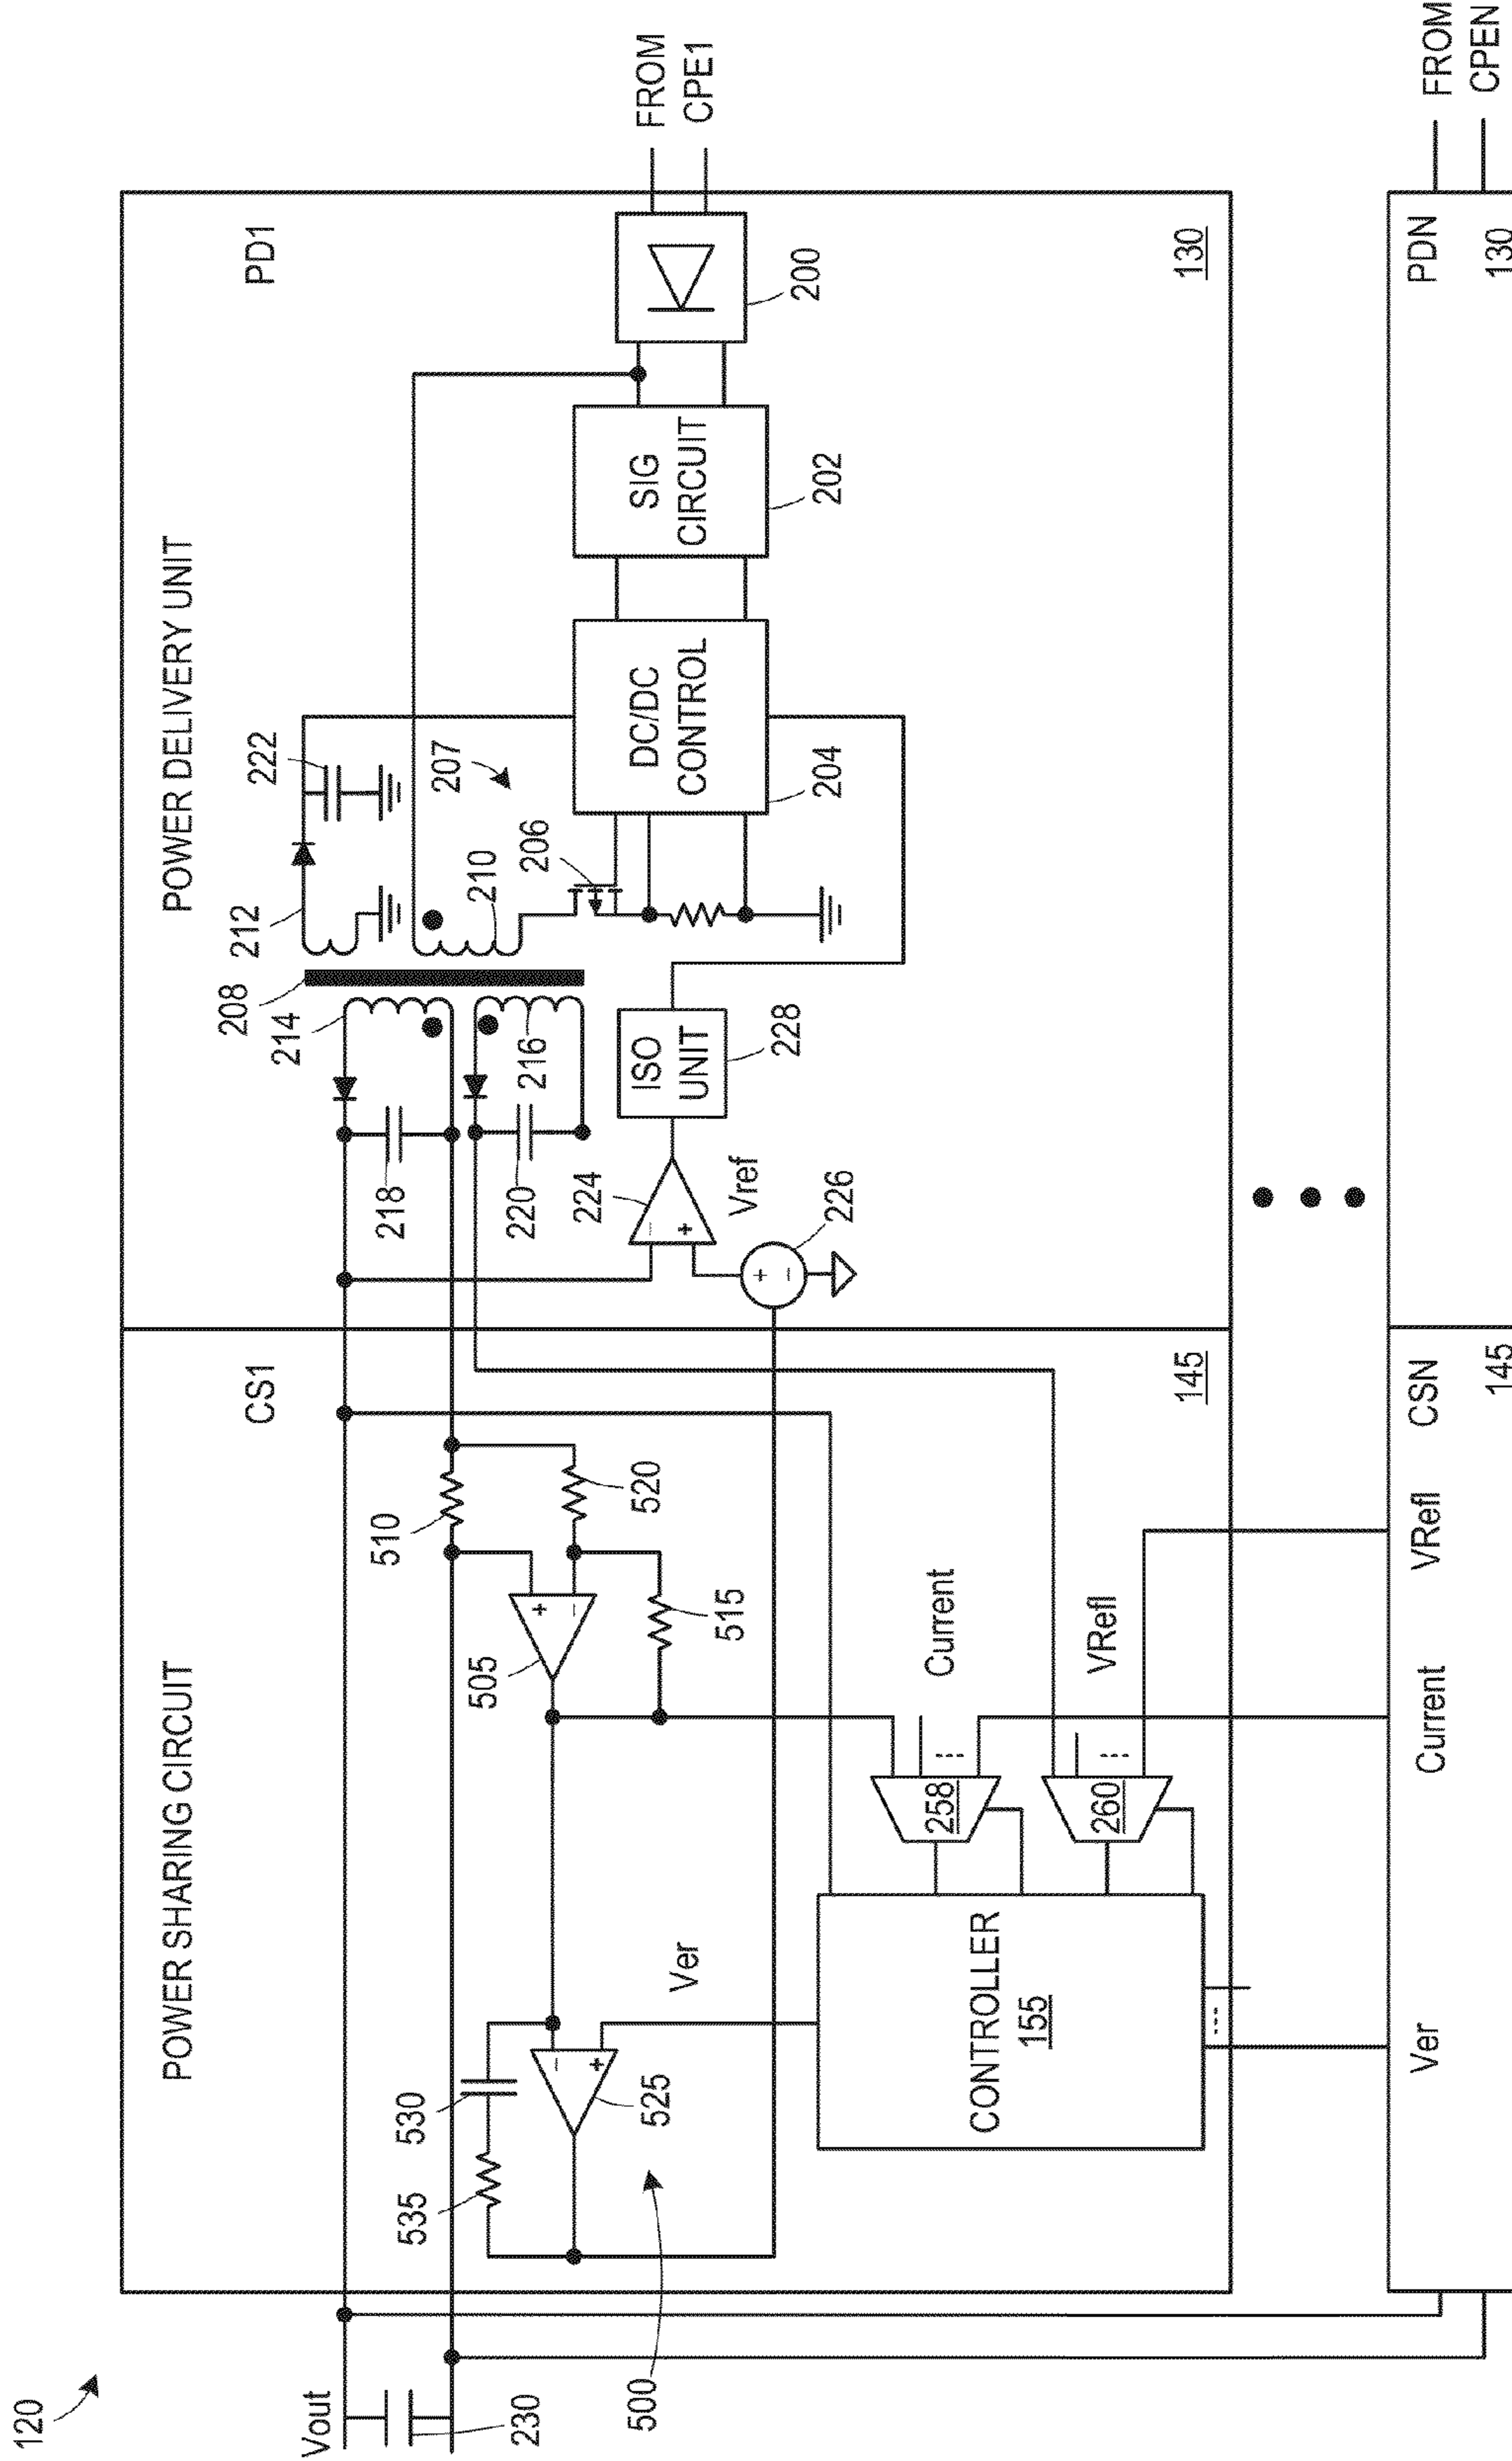 120
Vout
230
POWER SHARING CIRCUIT
CS1
POWER DELIVERY UNIT
PD1
535
530
525
500
Ver
505
510
520
515
Current
VRefl
258
260
CONTROLLER
155
145
208
214
218
216
220
224
Vref
226
ISO
UNIT
228
212
222
207
210
206
DC/DC
CONTROL
204
SIG
CIRCUIT
202
200
FROM
CPE1
130
+
−
+
−
+
−
+
−
Ver
Current
VRefl
CSN
145
PDN
130
FROM
CPEN